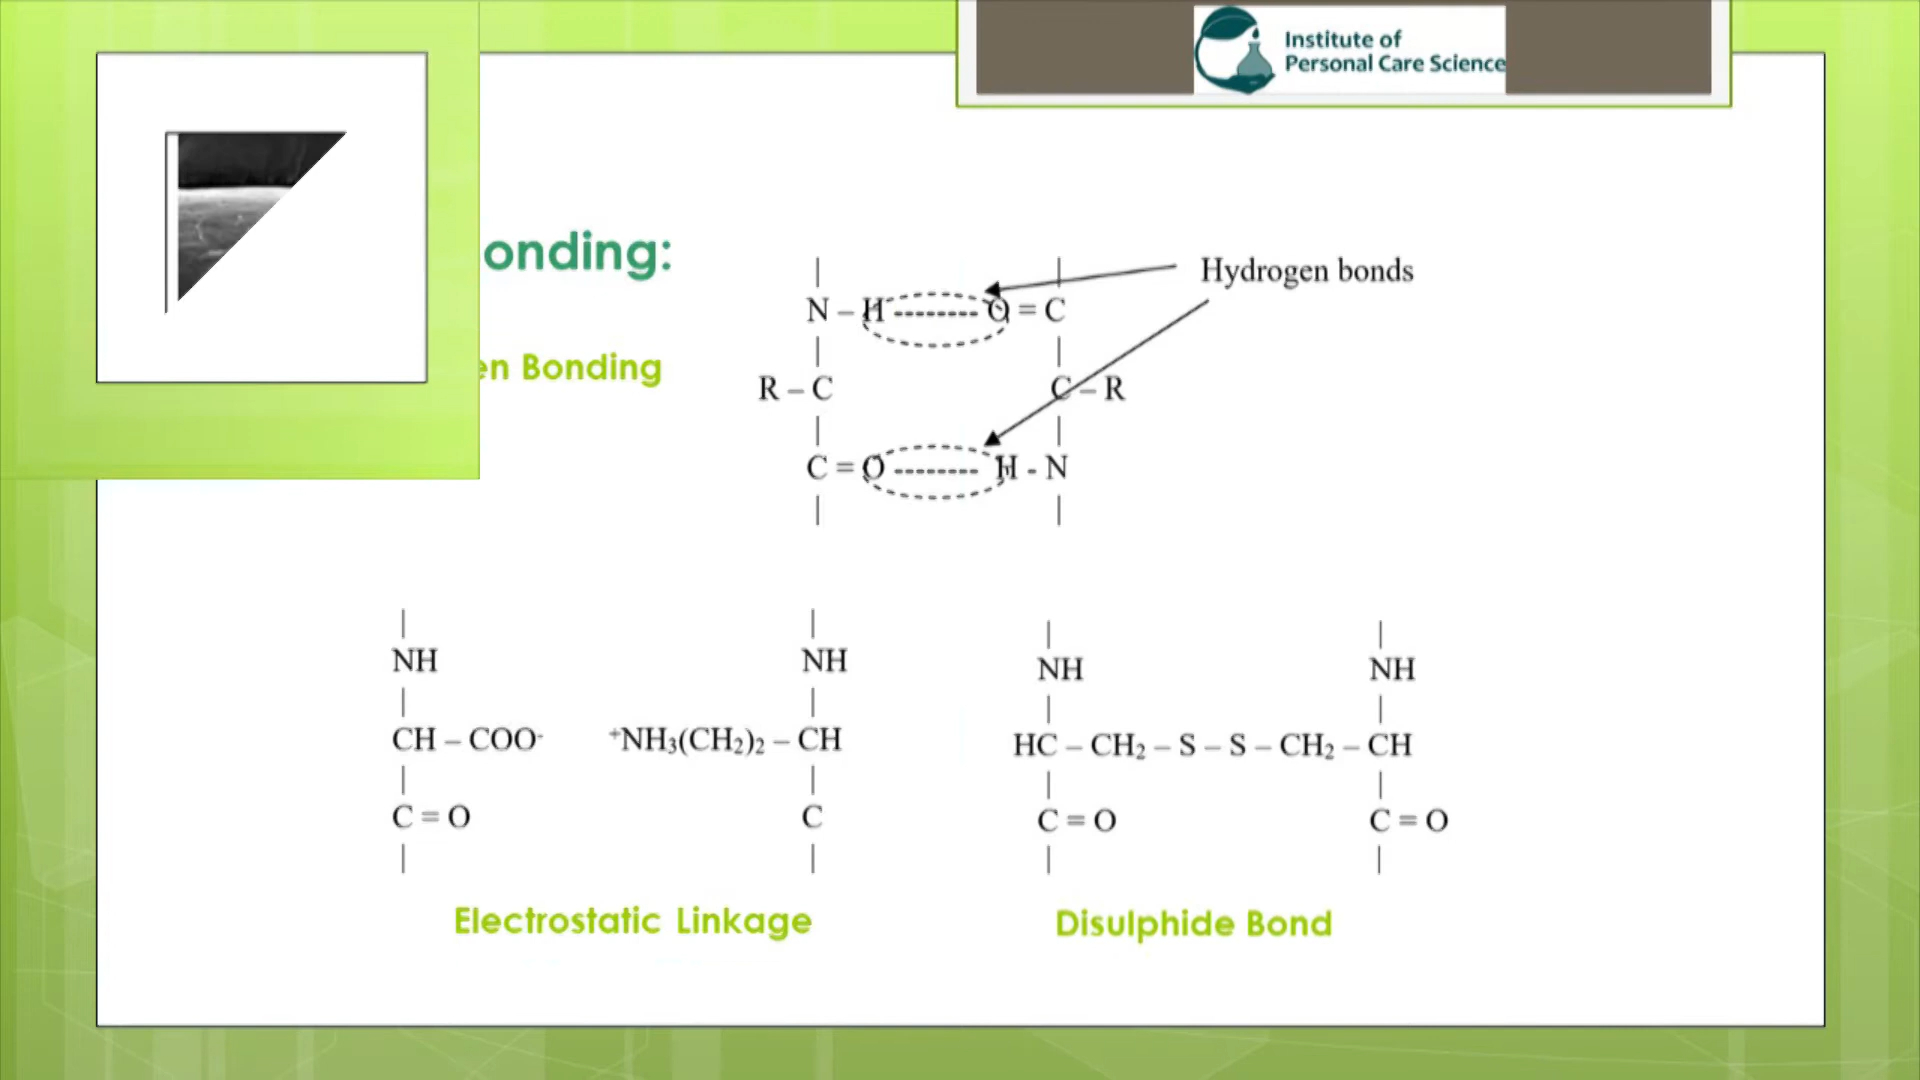 Institute of
Personal Care Science
onding:
en Bonding
Hydrogen bonds
N – H -------- O = C
R – C C – R
C = O -------- H - N
NH NH
CH – COO⁻ ⁺NH₃(CH₂)₂ – CH
C = O C
NH NH
HC – CH₂ – S – S – CH₂ – CH
C = O C = O
Electrostatic Linkage
Disulphide Bond